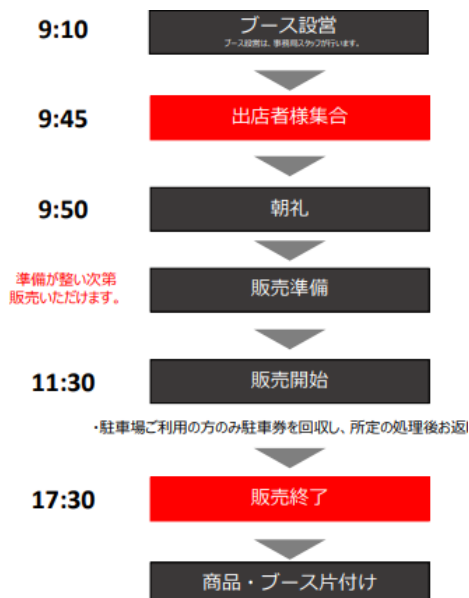 9:10
ブース設営
ブース設営は、事務局スタッフが行います。
9:45
出店者様集合
9:50
朝礼
準備が整い次第
販売いただけます。
販売準備
11:30
販売開始
・駐車場ご利用の方のみ駐車券を回収し、所定の処理後お返
17:30
販売終了
商品・ブース片付け